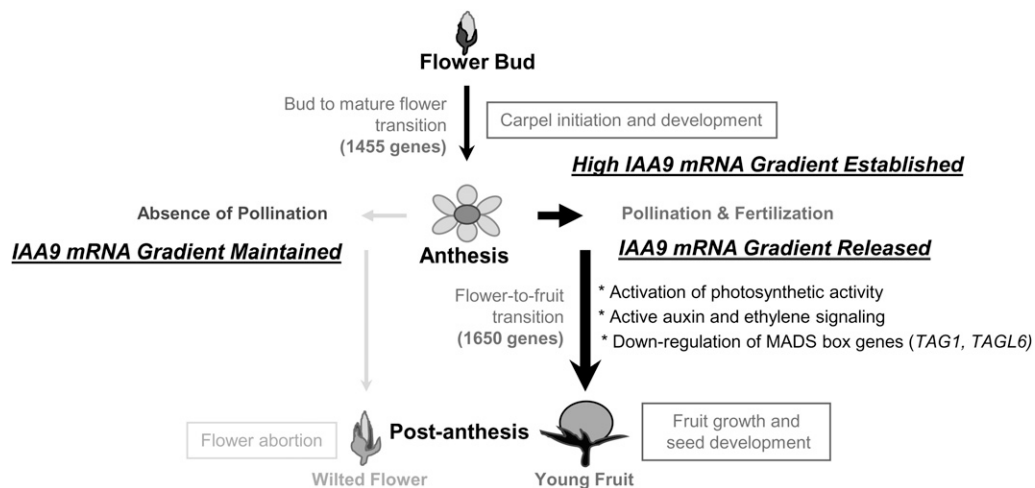 Flower Bud
Bud to mature flower
transition
(1455 genes)
Carpel initiation and development
High IAA9 mRNA Gradient Established
Absence of Pollination
Anthesis
Pollination & Fertilization
IAA9 mRNA Gradient Maintained
IAA9 mRNA Gradient Released
Flower-to-fruit
transition
(1650 genes)
* Activation of photosynthetic activity
* Active auxin and ethylene signaling
* Down-regulation of MADS box genes (TAG1, TAGL6)
Flower abortion
Post-anthesis
Fruit growth and
seed development
Wilted Flower
Young Fruit